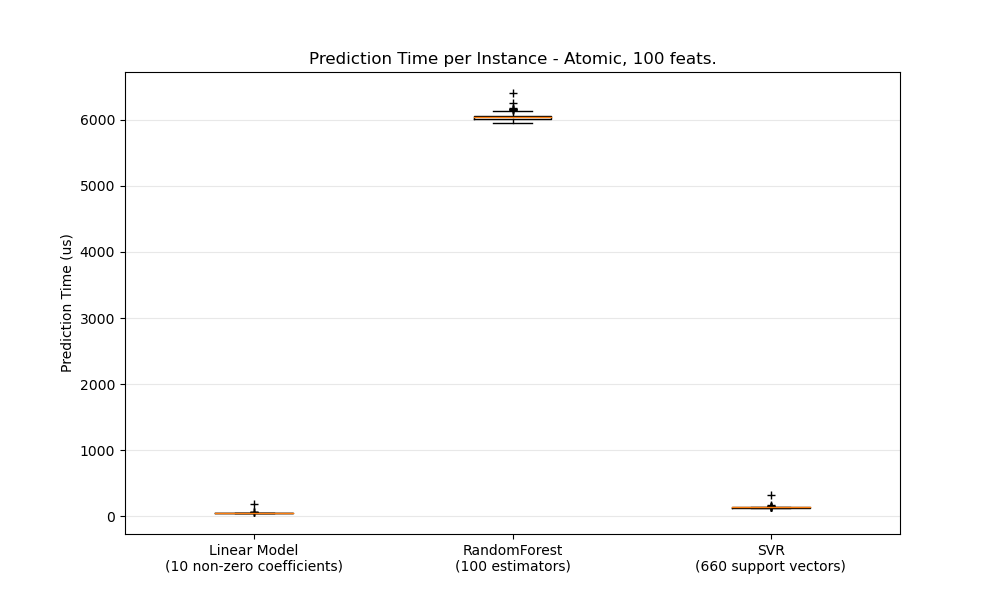 Prediction Time per Instance - Atomic, 100 feats.
Prediction Time (us)
6000
5000
4000
3000
2000
1000
0
Linear Model
(10 non-zero coefficients)
RandomForest
(100 estimators)
SVR
(660 support vectors)